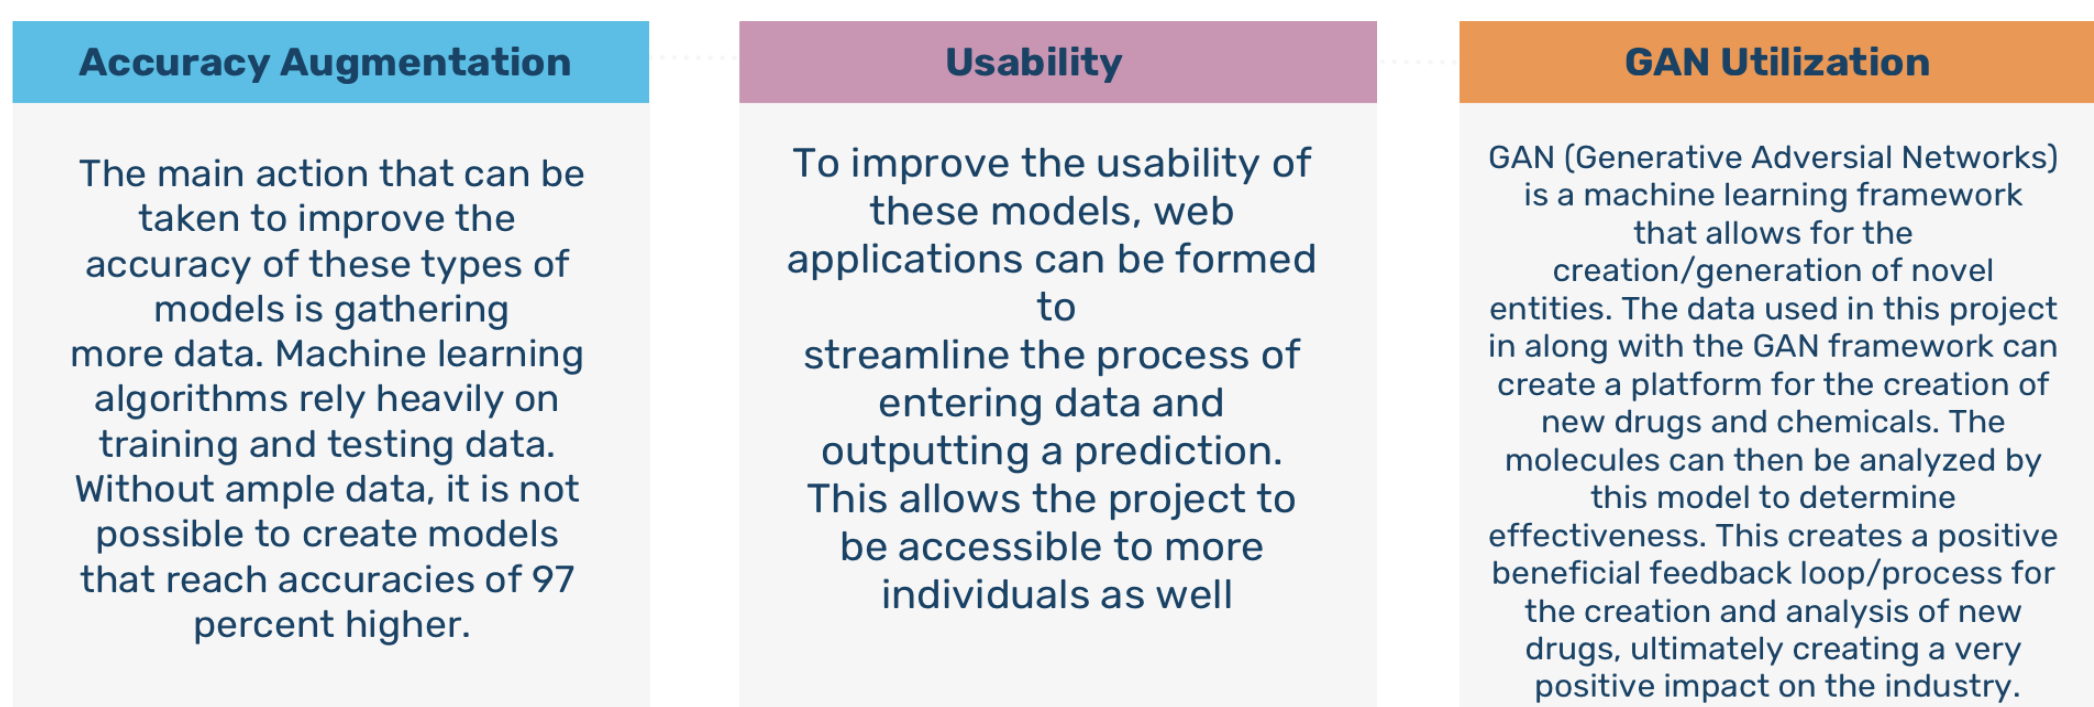 Accuracy Augmentation
The main action that can be
taken to improve the
accuracy of these types of
models is gathering
more data. Machine learning
algorithms rely heavily on
training and testing data.
Without ample data, it is not
possible to create models
that reach accuracies of 97
percent higher.
Usability
To improve the usability of
these models, web
applications can be formed
to
streamline the process of
entering data and
outputting a prediction.
This allows the project to
be accessible to more
individuals as well
GAN Utilization
GAN (Generative Adversial Networks)
is a machine learning framework
that allows for the
creation/generation of novel
entities. The data used in this project
in along with the GAN framework can
create a platform for the creation of
new drugs and chemicals. The
molecules can then be analyzed by
this model to determine
effectiveness. This creates a positive
beneficial feedback loop/process for
the creation and analysis of new
drugs, ultimately creating a very
positive impact on the industry.